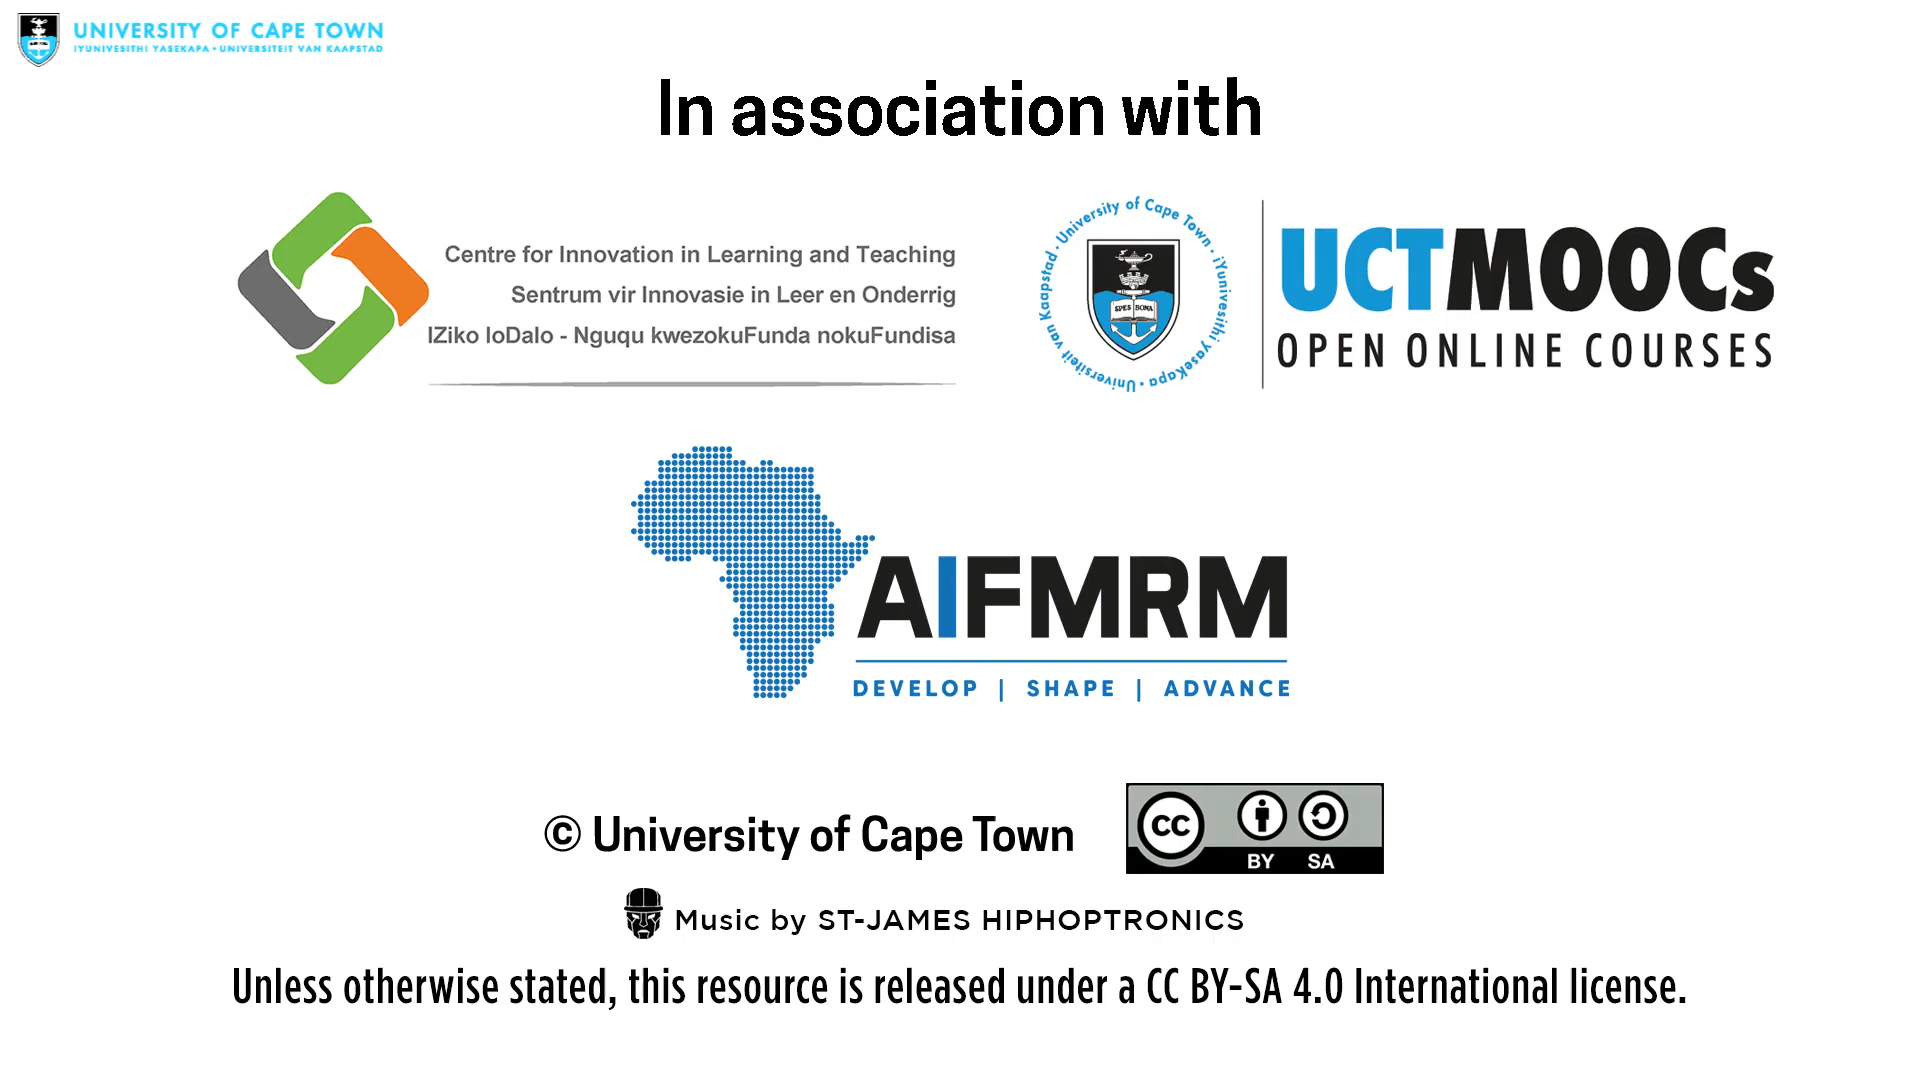 UNIVERSITY OF CAPE TOWN
IYUNIVESITHI YASEKAPA • UNIVERSITEIT VAN KAAPSTAD
In association with
Centre for Innovation in Learning and Teaching
Sentrum vir Innovasie in Leer en Onderrig
IZiko loDalo - Nguqu kwezokuFunda nokuFundisa
University of Cape Town · iYunivesithi yaseKapa · Universiteit van Kaapstad ·
SPES BONA
UCTMOOCs
OPEN ONLINE COURSES
AIFMRM
DEVELOP | SHAPE | ADVANCE
© University of Cape Town
CC BY SA
Music by ST-JAMES HIPHOPTRONICS
Unless otherwise stated, this resource is released under a CC BY-SA 4.0 International license.